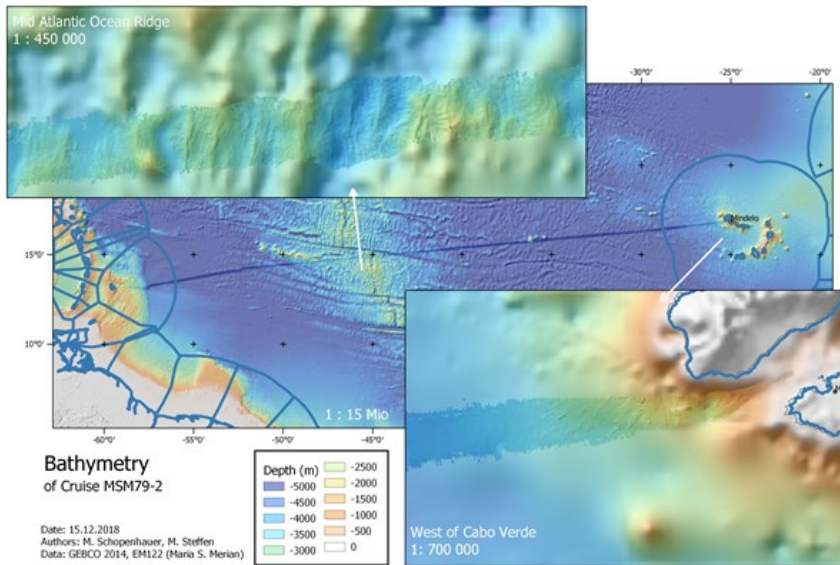 Mid Atlantic Ocean Ridge
1 : 450 000
-30°0'
-25°0'
-20°0'
Mindelo
15°0'
10°0'
1 : 15 Mio
-60°0'
-55°0'
-50°0'
-45°0'
Bathymetry
of Cruise MSM79-2
Date: 15.12.2018
Authors: M. Schopenhauer, M. Steffen
Data: GEBCO 2014, EM122 (Maria S. Merian)
Depth (m)
-5000
-4500
-4000
-3500
-3000
-2500
-2000
-1500
-1000
-500
0
West of Cabo Verde
1: 700 000